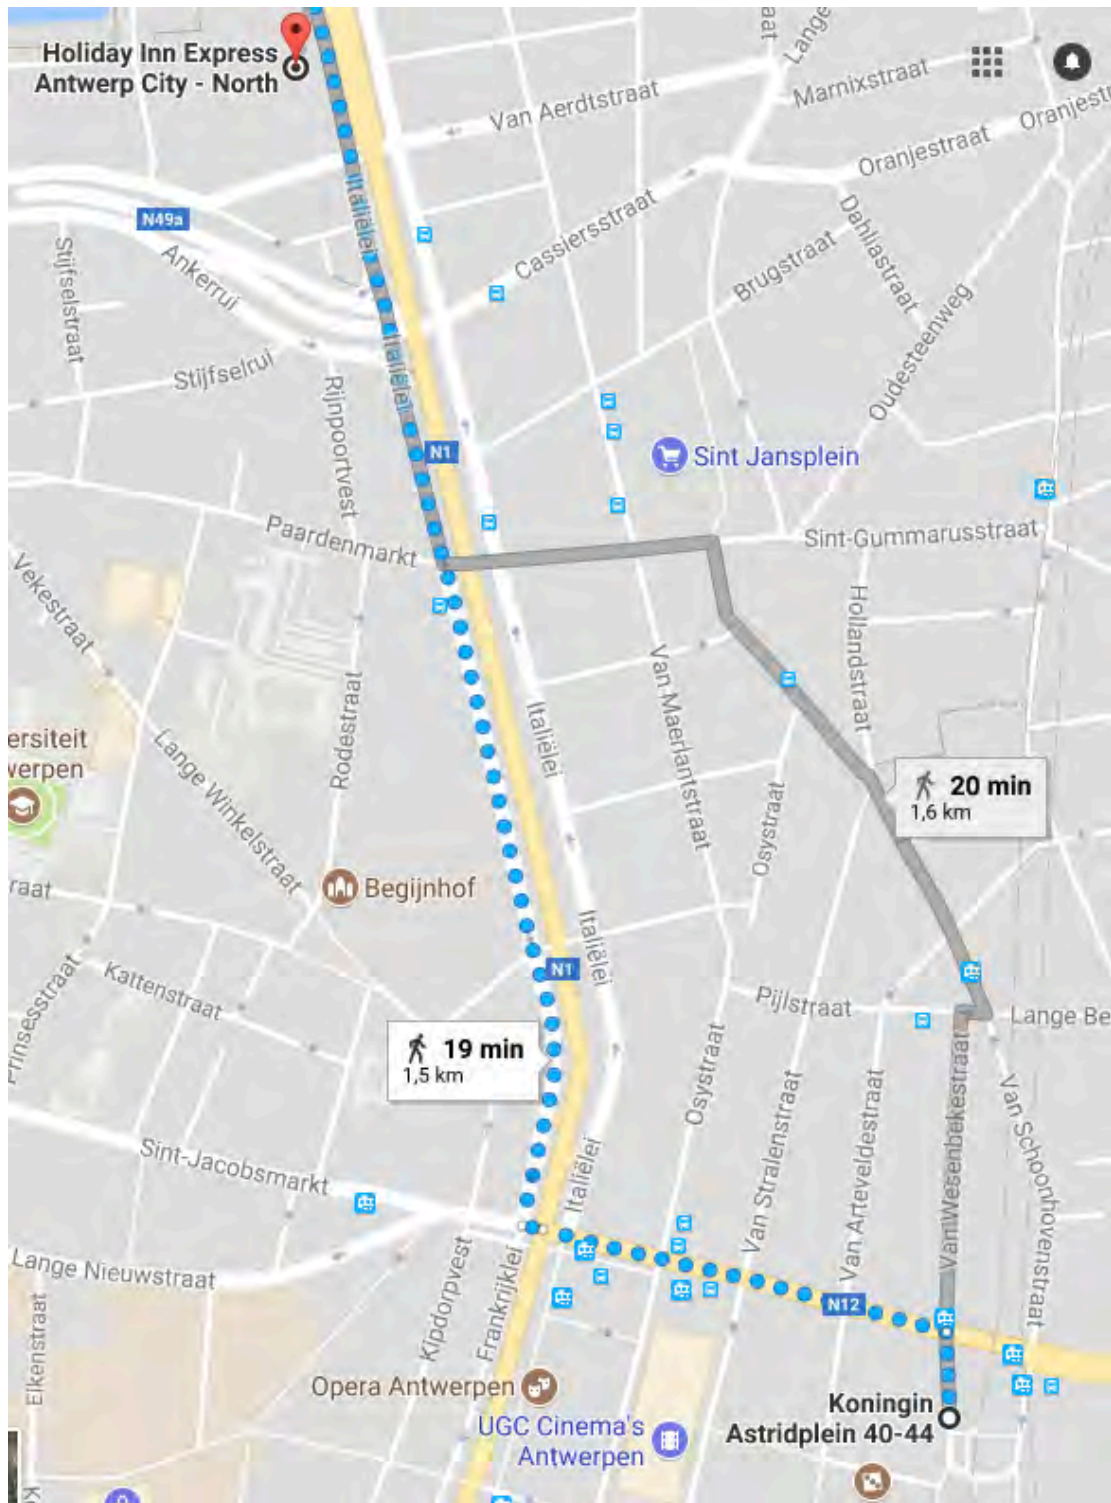 Holiday Inn Express
Antwerp City - North
Lange
Marnixstraat
Van Aerdtstraat
Oranjestraat
Italiëlei
N49a
Dahliastraat
Stijfselstraat
Ankerrui
Cassiersstraat
Brugstraat
Oudesteenweg
Italiëlei
Stijfselrui
Rijnpoortvest
N1
Sint Jansplein
Paardenmarkt
Sint-Gummarusstraat
Vekestraat
Hollandstraat
Rodestraat
Van Maerlantstraat
Italiëlei
Lange Winkelstraat
20 min
1,6 km
Osystraat
Begijnhof
Italiëlei
Prinsesstraat
Kattenstraat
N1
Pijlstraat
Lange Be
19 min
1,5 km
Osystraat
Van Stralenstraat
Van Arteveldestraat
Van Wesenbekestraat
Van Schoonhovenstraat
Sint-Jacobsmarkt
Italiëlei
Lange Nieuwstraat
Kipdorpvest
Frankrijklei
N12
Elkenstraat
Opera Antwerpen
Koningin
Astridplein 40-44
UGC Cinema's
Antwerpen